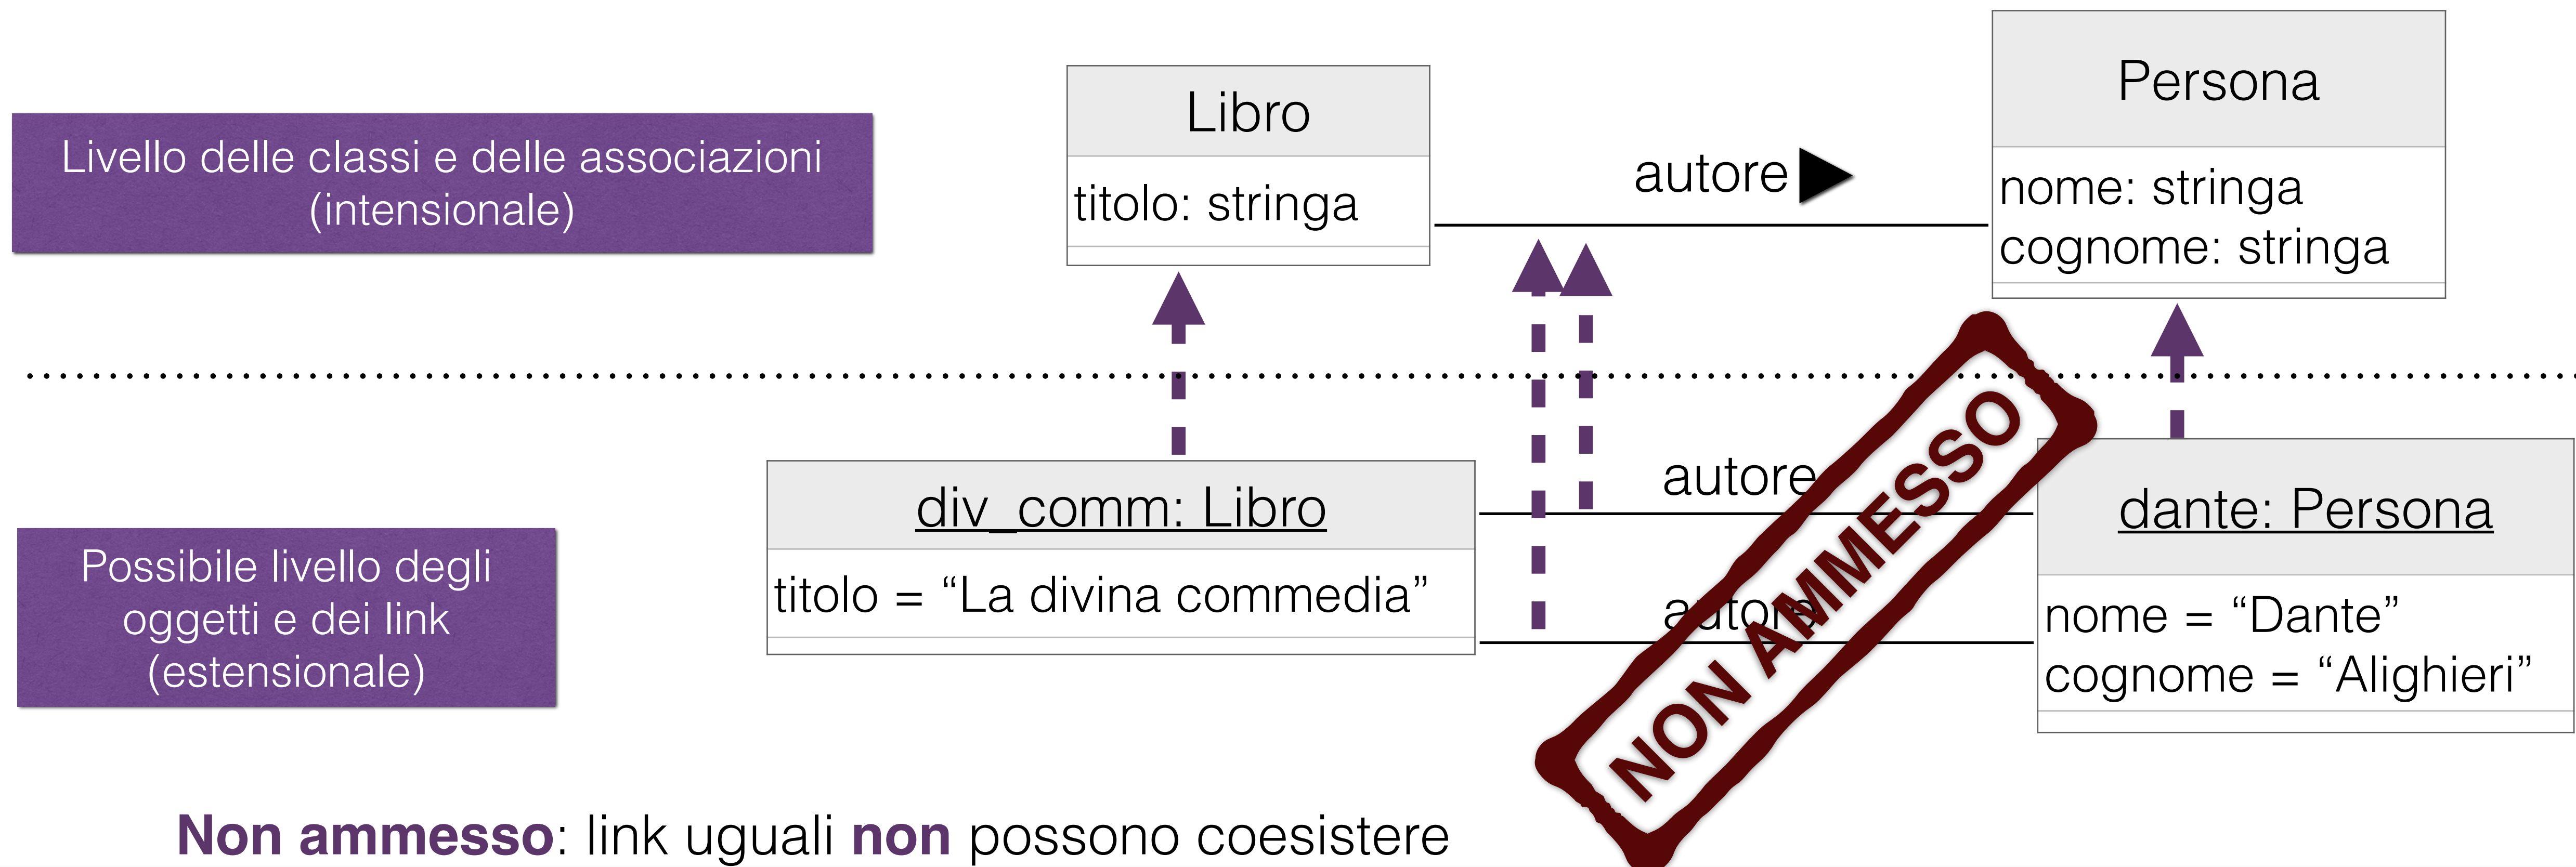 Livello delle classi e delle associazioni
(intensionale)
Libro
titolo: stringa
autore
Persona
nome: stringa
cognome: stringa
Possibile livello degli
oggetti e dei link
(estensionale)
div_comm: Libro
titolo = “La divina commedia”
autore
autore
NON AMMESSO
dante: Persona
nome = “Dante”
cognome = “Alighieri”
Non ammesso: link uguali non possono coesistere